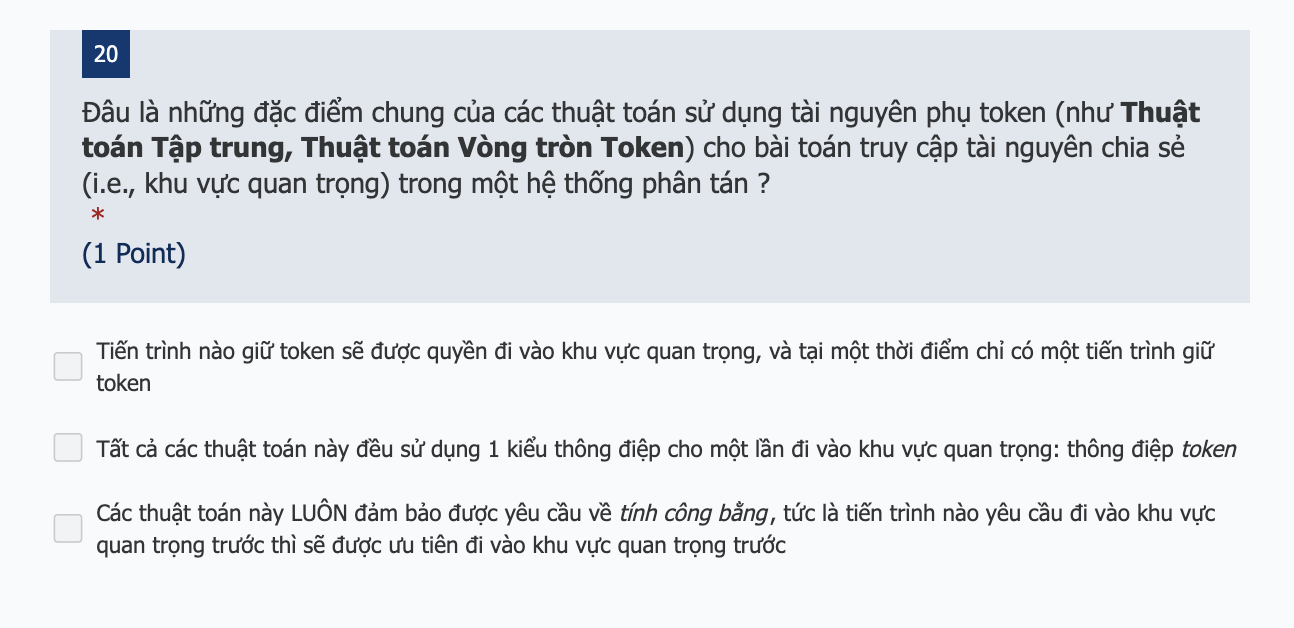 20
Đâu là những đặc điểm chung của các thuật toán sử dụng tài nguyên phụ token (như Thuật
toán Tập trung, Thuật toán Vòng tròn Token) cho bài toán truy cập tài nguyên chia sẻ
(i.e., khu vực quan trọng) trong một hệ thống phân tán ?
*
(1 Point)
Tiến trình nào giữ token sẽ được quyền đi vào khu vực quan trọng, và tại một thời điểm chỉ có một tiến trình giữ
token
Tất cả các thuật toán này đều sử dụng 1 kiểu thông điệp cho một lần đi vào khu vực quan trọng: thông điệp token
Các thuật toán này LUÔN đảm bảo được yêu cầu về tính công bằng, tức là tiến trình nào yêu cầu đi vào khu vực
quan trọng trước thì sẽ được ưu tiên đi vào khu vực quan trọng trước